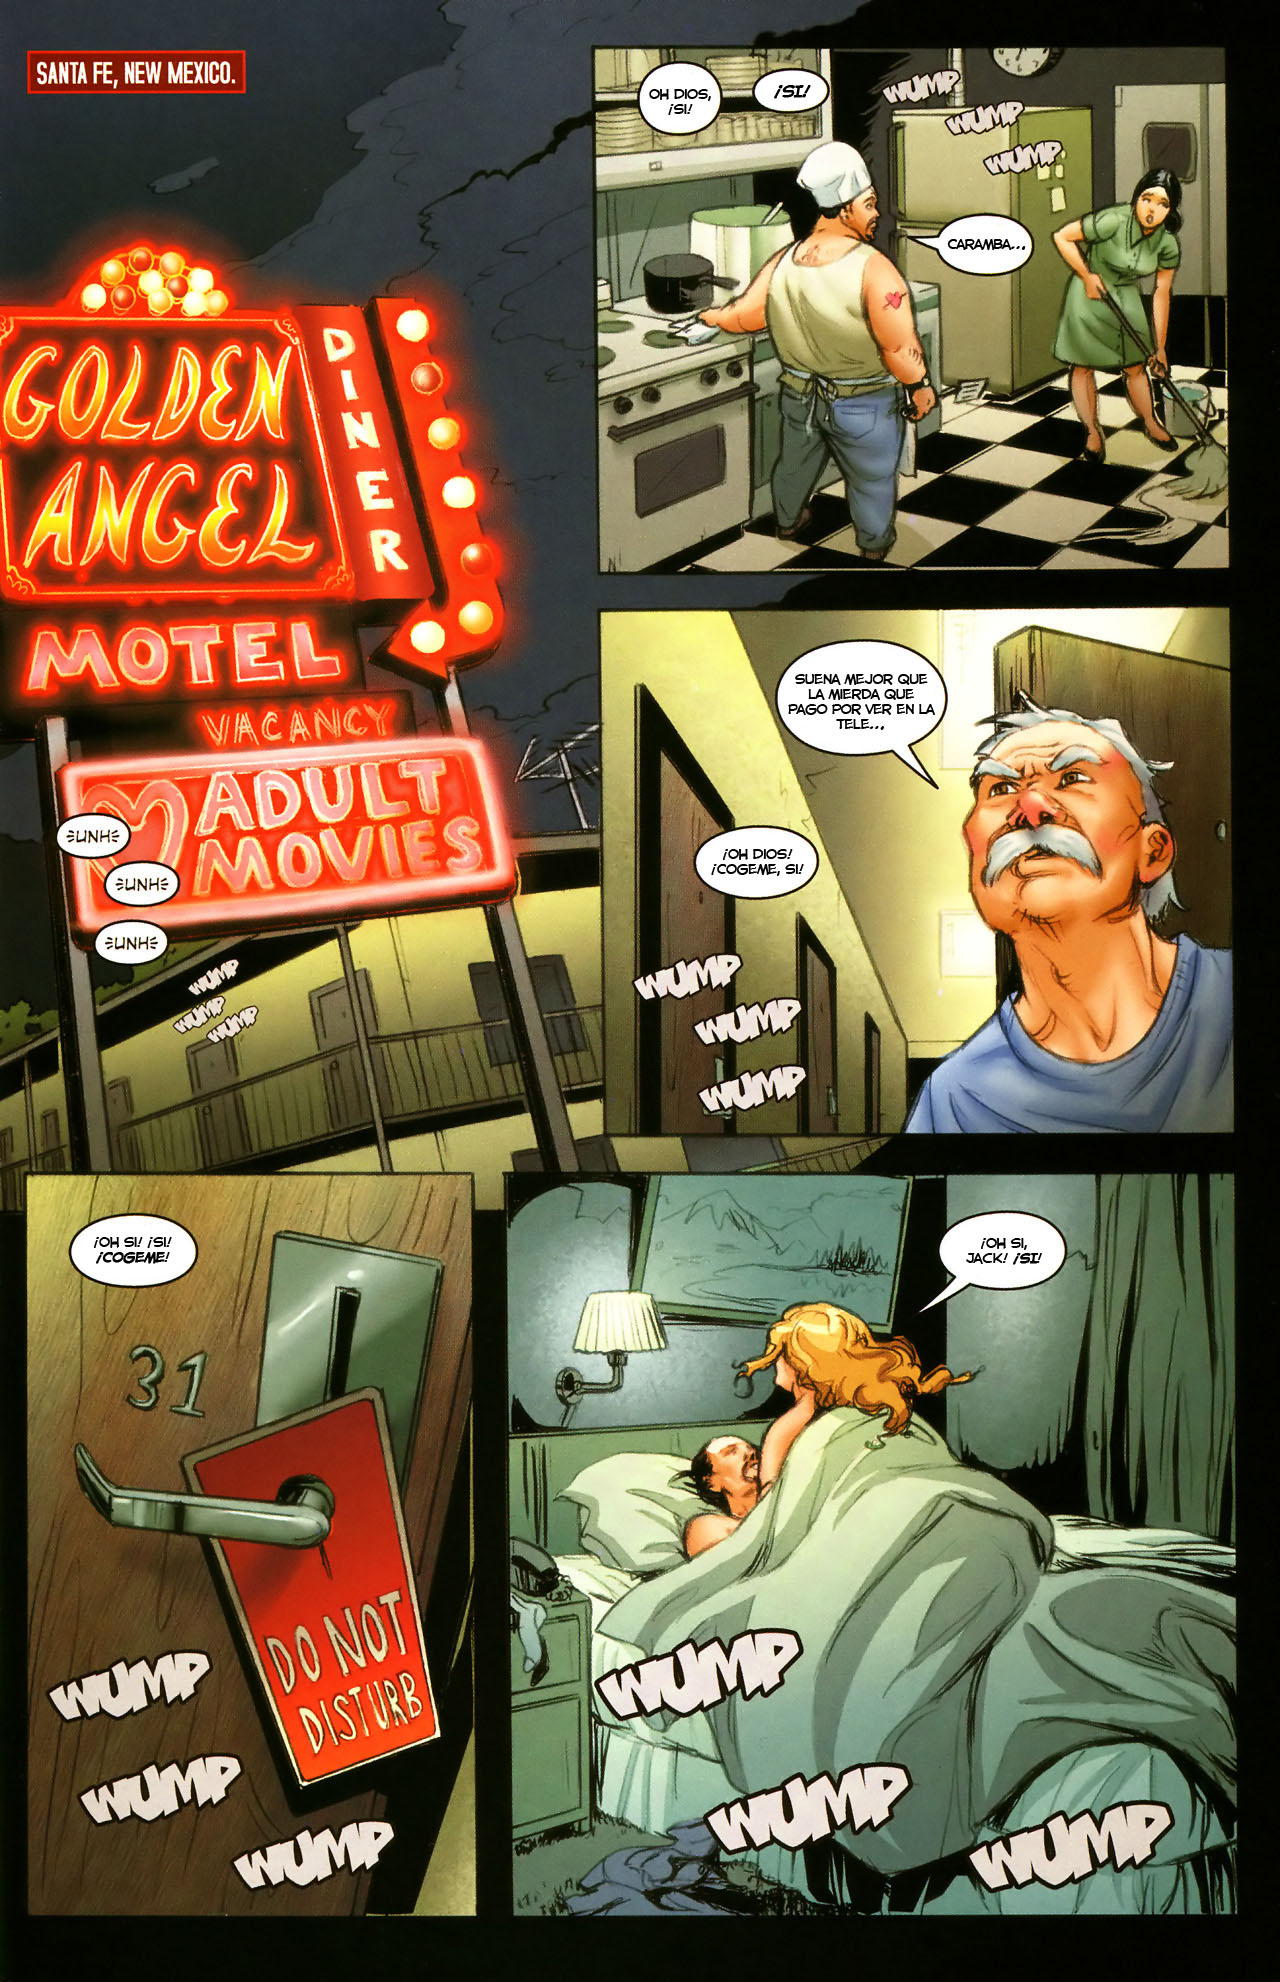 SANTA FE, NEW MEXICO.
GOLDEN
ANGEL
DINER
MOTEL
VACANCY
ADULT
MOVIES
UNH
UNH
UNH
WUMP
WUMP
WUMP
OH DIOS,
¡SI!
¡SI!
WUMP
WUMP
WUMP
CARAMBA...
SUENA MEJOR QUE
LA MIERDA QUE
PAGO POR VER EN LA
TELE...
¡OH DIOS!
¡COGEME, SI!
WUMP
WUMP
WUMP
¡OH SI! ¡SI!
¡COGEME!
31
DO NOT
DISTURB
WUMP
WUMP
WUMP
¡OH SI,
JACK! ¡SI!
WUMP
WUMP
WUMP